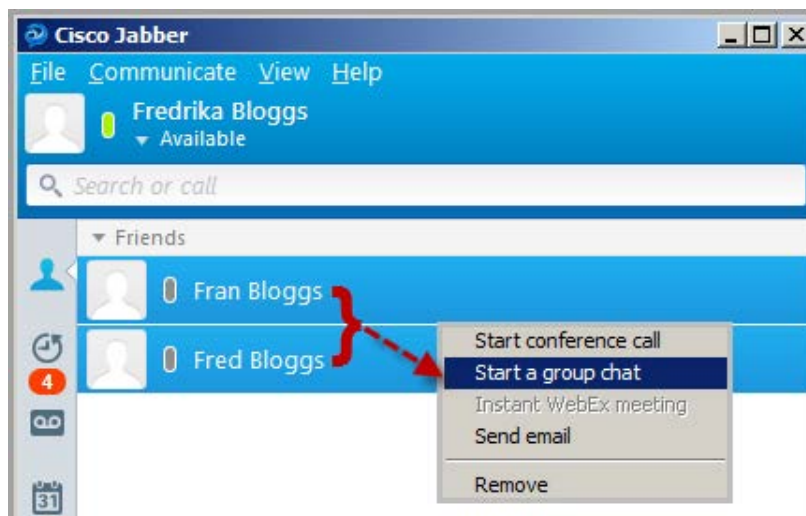 Cisco Jabber
File Communicate View Help
Fredrika Bloggs
Available
Search or call
Friends
Fran Bloggs
Fred Bloggs
Start conference call
Start a group chat
Instant WebEx meeting
Send email
Remove
4
31